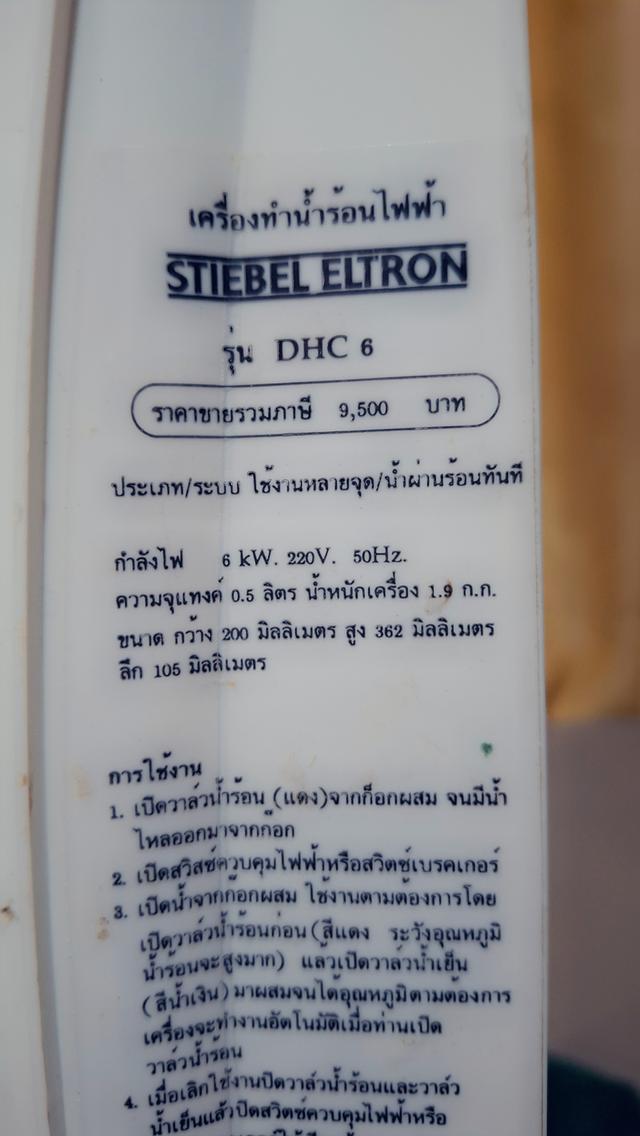 เครื่องทำน้ำร้อนไฟฟ้า
STIEBEL ELTRON
รุ่น DHC 6
ราคาขายรวมภาษี 9,500 บาท
ประเภท/ระบบ ใช้งานหลายจุด/น้ำผ่านร้อนทันที
กำลังไฟ 6 kW. 220V. 50Hz.
ความจุแทงค์ 0.5 ลิตร น้ำหนักเครื่อง 1.9 ก.ก.
ขนาด กว้าง 200 มิลลิเมตร สูง 362 มิลลิเมตร
ลึก 105 มิลลิเมตร
การใช้งาน
1. เปิดวาล์วน้ำร้อน (แดง)จากก็อกผสม จนมีน้ำ
ไหลออกมาจากก๊อก
2. เปิดสวิสซ์ควบคุมไฟฟ้าหรือสวิตซ์เบรคเกอร์
3. เปิดน้ำจากก๊อกผสม ใช้งานตามต้องการโดย
เปิดวาล์วน้ำร้อนก่อน (สีแดง ระวังอุณหภูมิ
น้ำร้อนจะสูงมาก) แล้วเปิดวาล์วน้ำเย็น
(สีน้ำเงิน) มาผสมจนได้อุณหภูมิตามต้องการ
เครื่องจะทำงานอัตโนมัติเมื่อท่านเปิด
วาล์วน้ำร้อน
4. เมื่อเลิกใช้งานปิดวาล์วน้ำร้อนและวาล์ว
น้ำเย็นแล้วปิดสวิตซ์ควบคุมไฟฟ้าหรือ